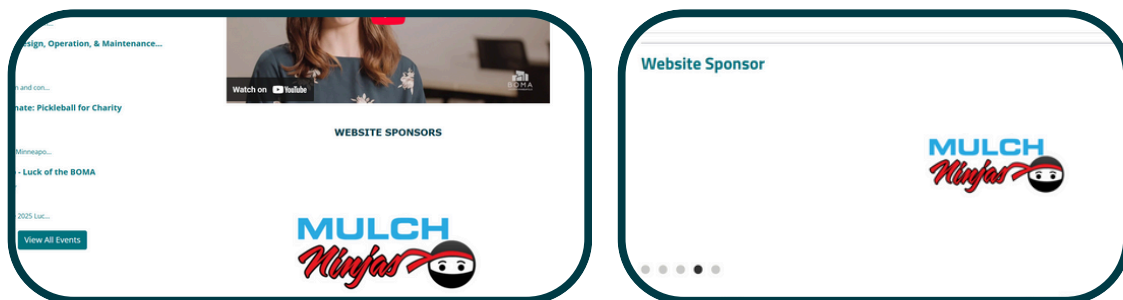 esign, Operation, & Maintenance...
n and con...
nate: Pickleball for Charity
Minneapo...
- Luck of the BOMA
2025 Luc...
View All Events
Watch on YouTube
BOMA
WEBSITE SPONSORS
MULCH
Ninjas
Website Sponsor
MULCH
Ninjas